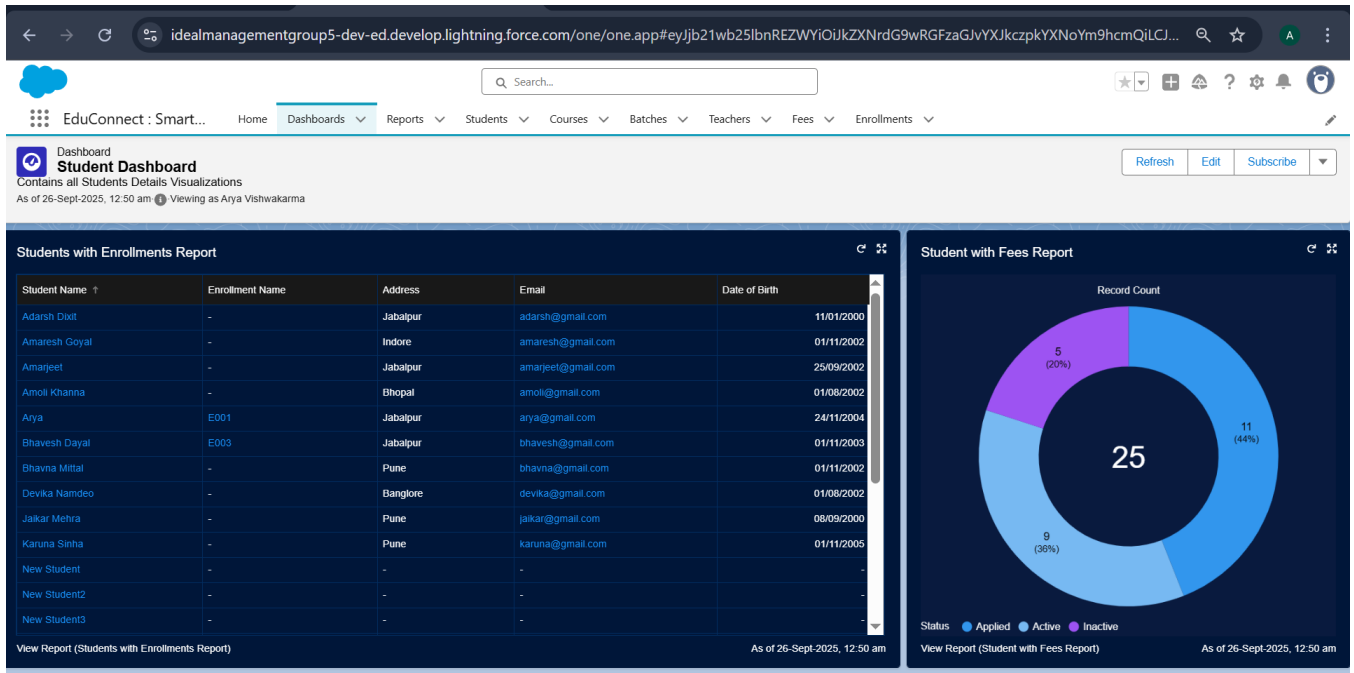 idealmanagementgroup5-dev-ed.develop.lightning.force.com/one/one.app#eyJjb21wb25lbnREZWYiOiJkZXNrdG9wRGFzaGJvYXJkczpkYXNoYm9hcmQiLCJ... A
Search...
EduConnect : Smart... Home Dashboards Reports Students Courses Batches Teachers Fees Enrollments
Dashboard
Student Dashboard
Contains all Students Details Visualizations
As of 26-Sept-2025, 12:50 am Viewing as Arya Vishwakarma
Refresh Edit Subscribe
Students with Enrollments Report
Student Name ↑ Enrollment Name Address Email Date of Birth
Adarsh Dixit - Jabalpur adarsh@gmail.com 11/01/2000
Amaresh Goyal - Indore amaresh@gmail.com 01/11/2002
Amarjeet - Jabalpur amarjeet@gmail.com 25/09/2002
Amoli Khanna - Bhopal amoli@gmail.com 01/08/2002
Arya E001 Jabalpur arya@gmail.com 24/11/2004
Bhavesh Dayal E003 Jabalpur bhavesh@gmail.com 01/11/2003
Bhavna Mittal - Pune bhavna@gmail.com 01/11/2002
Devika Namdeo - Banglore devika@gmail.com 01/08/2002
Jaikar Mehra - Pune jaikar@gmail.com 08/09/2000
Karuna Sinha - Pune karuna@gmail.com 01/11/2005
New Student - - - -
New Student2 - - - -
New Student3 - - - -
View Report (Students with Enrollments Report) As of 26-Sept-2025, 12:50 am
Student with Fees Report
Record Count
5
(20%)
11
(44%)
25
9
(36%)
Status Applied Active Inactive
View Report (Student with Fees Report) As of 26-Sept-2025, 12:50 am